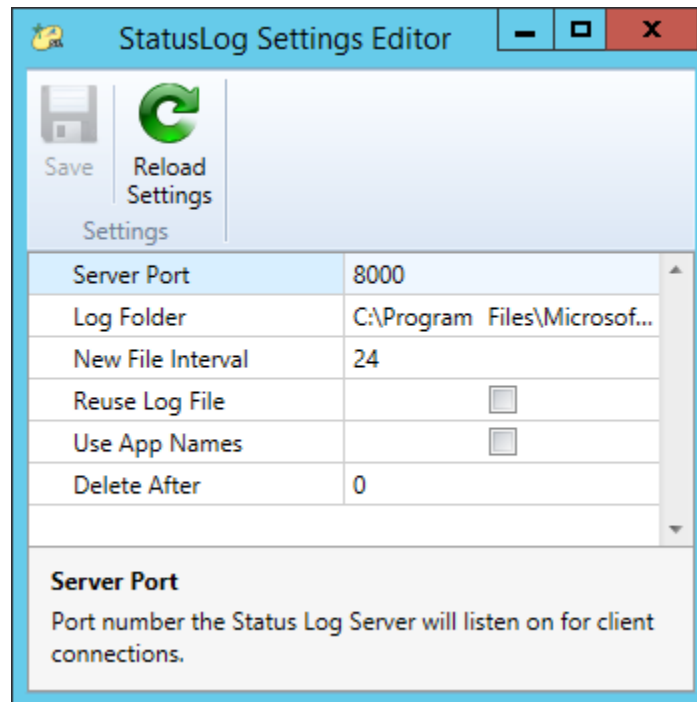 StatusLog Settings Editor
Save
Reload
Settings
Settings
Server Port 8000
Log Folder C:\Program  Files\Microsof...
New File Interval 24
Reuse Log File
Use App Names
Delete After 0
Server Port
Port number the Status Log Server will listen on for client
connections.